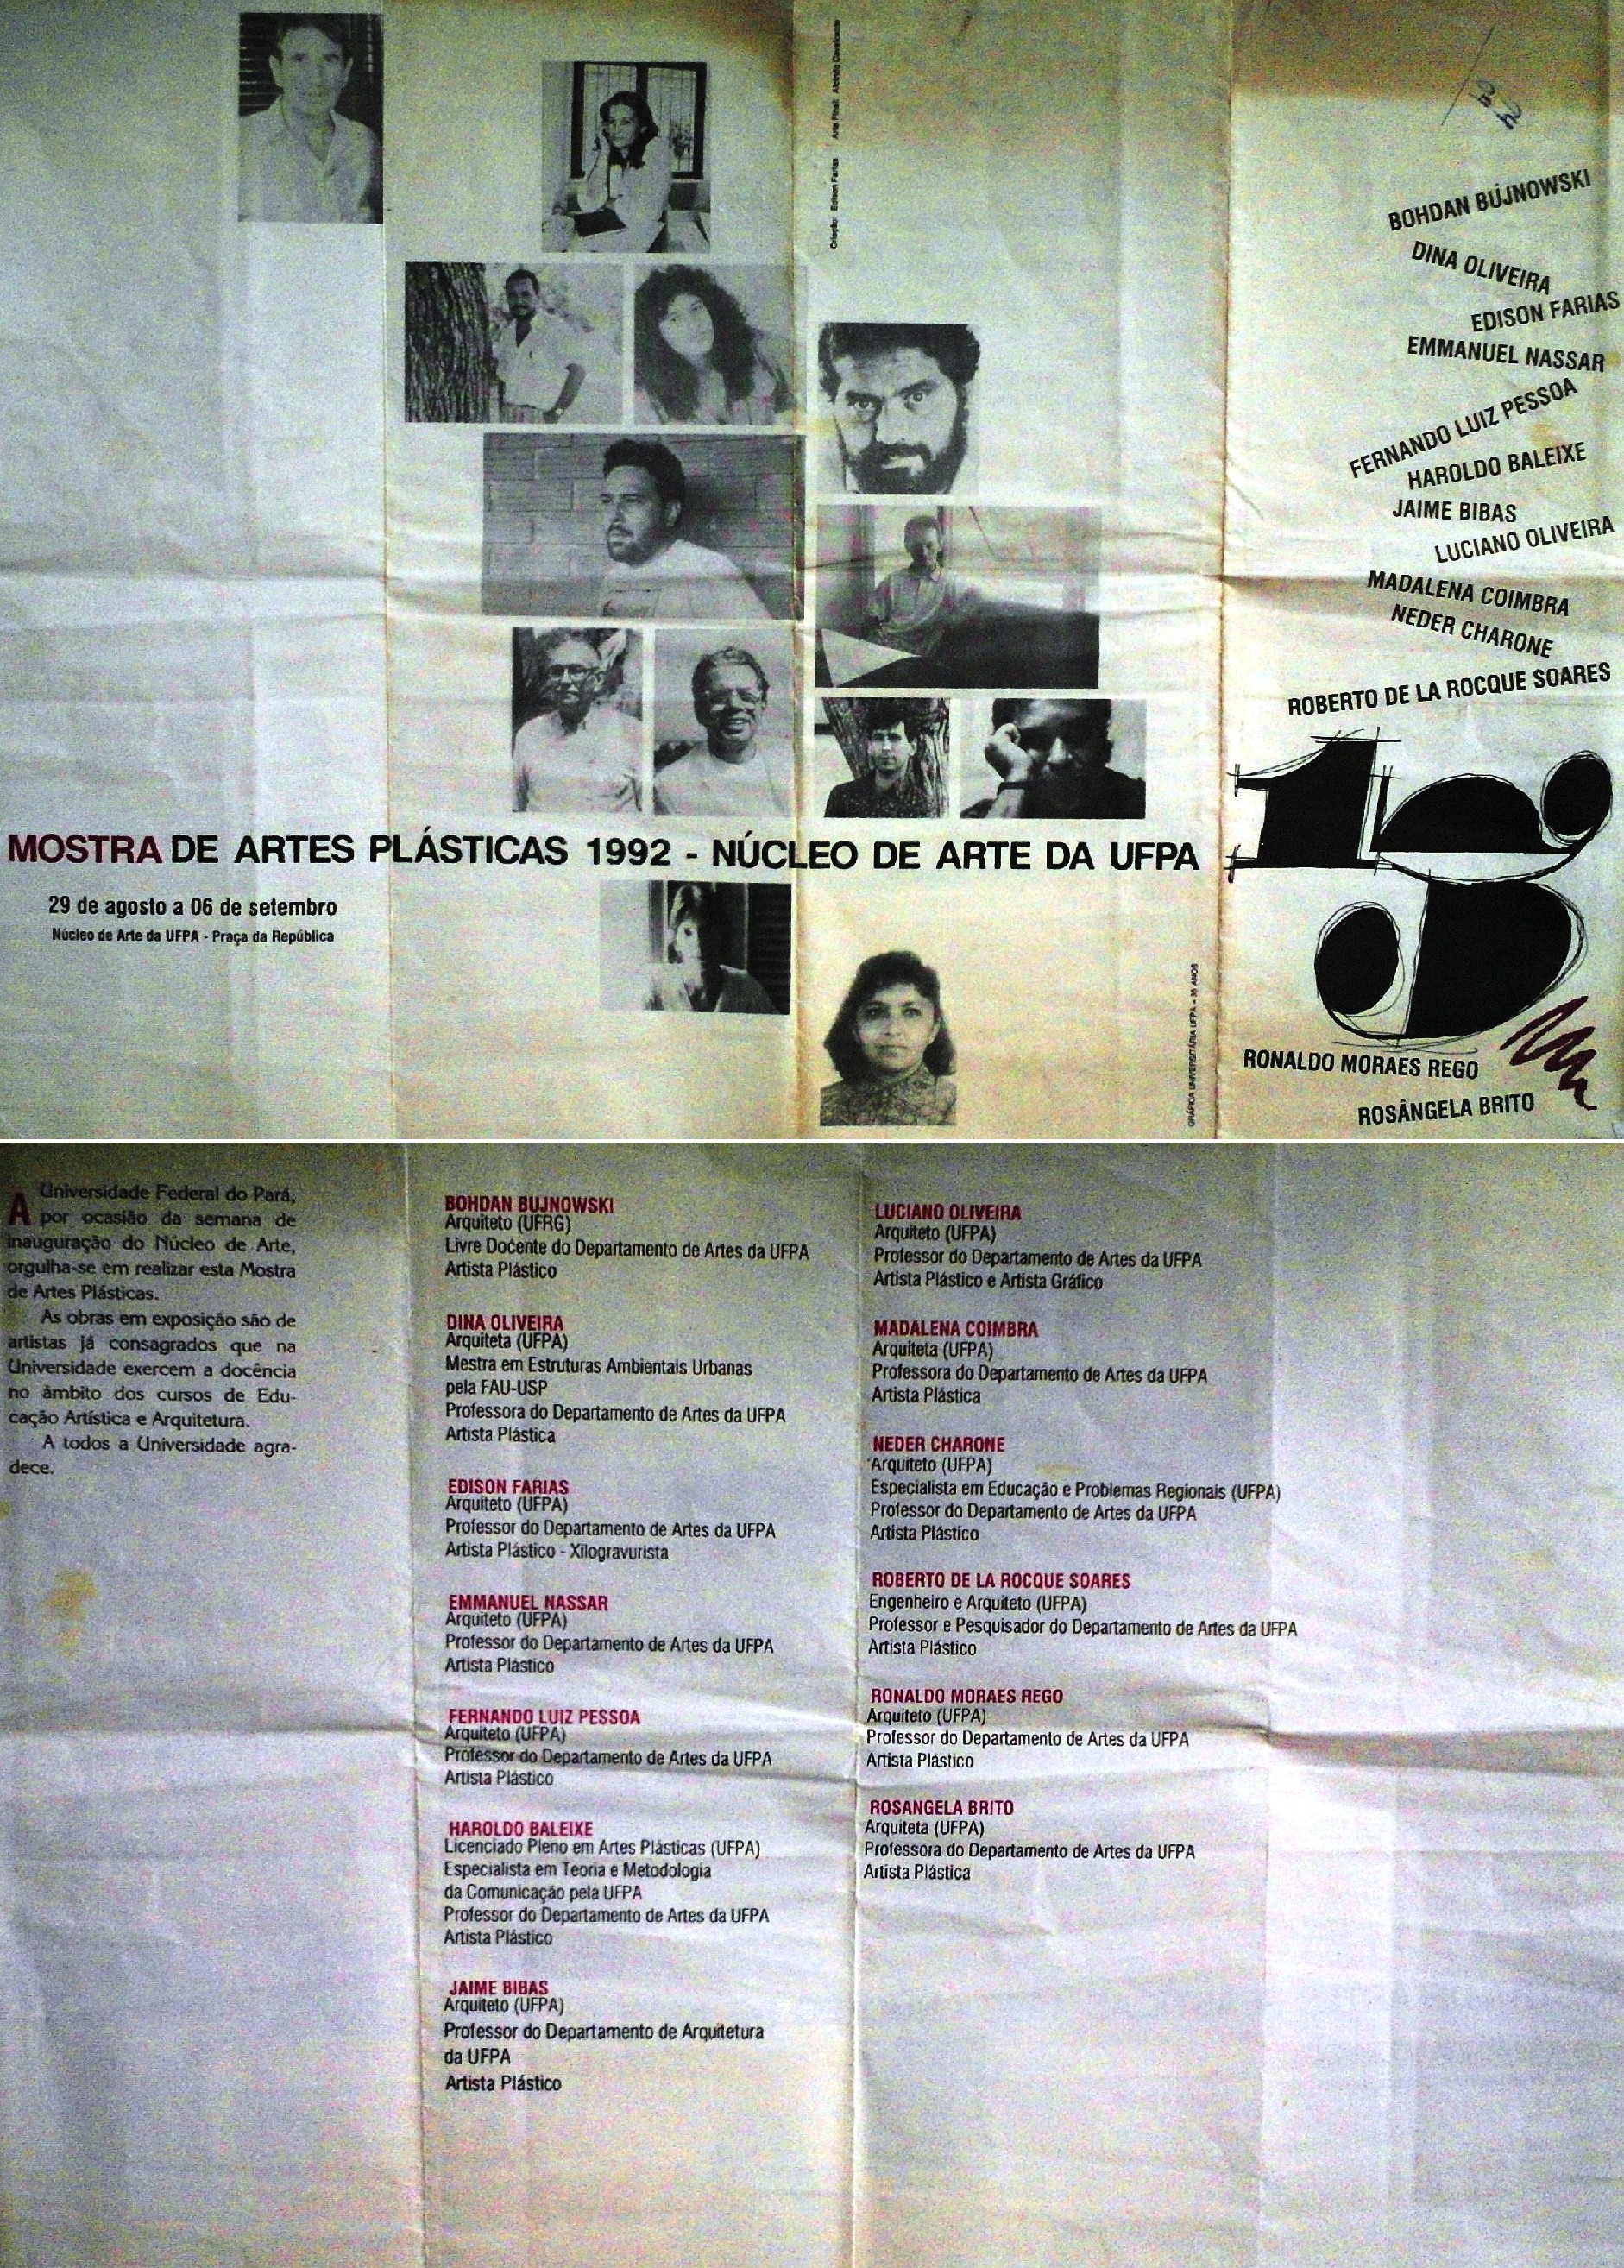 Criação: Edison Farias Arte Final: Alcindo Cavalcante
BOHDAN BUJNOWSKI
DINA OLIVEIRA
EDISON FARIAS
EMMANUEL NASSAR
FERNANDO LUIZ PESSOA
HAROLDO BALEIXE
JAIME BIBAS
LUCIANO OLIVEIRA
MADALENA COIMBRA
NEDER CHARONE
ROBERTO DE LA ROCQUE SOARES
MOSTRA DE ARTES PLÁSTICAS 1992 - NÚCLEO DE ARTE DA UFPA
29 de agosto a 06 de setembro
Núcleo de Arte da UFPA - Praça da República
GRÁFICA UNIVERSITÁRIA UFPA - 35 ANOS
RONALDO MORAES REGO
ROSÂNGELA BRITO
A Universidade Federal do Pará,
por ocasião da semana de
inauguração do Núcleo de Arte,
orgulha-se em realizar esta Mostra
de Artes Plásticas.
As obras em exposição são de
artistas já consagrados que na
Universidade exercem a docência
no âmbito dos cursos de Edu-
cação Artística e Arquitetura.
A todos a Universidade agra-
dece.
BOHDAN BUJNOWSKI
Arquiteto (UFRG)
Livre Docente do Departamento de Artes da UFPA
Artista Plástico
DINA OLIVEIRA
Arquiteta (UFPA)
Mestra em Estruturas Ambientais Urbanas
pela FAU-USP
Professora do Departamento de Artes da UFPA
Artista Plástica
EDISON FARIAS
Arquiteto (UFPA)
Professor do Departamento de Artes da UFPA
Artista Plástico - Xilogravurista
EMMANUEL NASSAR
Arquiteto (UFPA)
Professor do Departamento de Artes da UFPA
Artista Plástico
FERNANDO LUIZ PESSOA
Arquiteto (UFPA)
Professor do Departamento de Artes da UFPA
Artista Plástico
HAROLDO BALEIXE
Licenciado Pleno em Artes Plásticas (UFPA)
Especialista em Teoria e Metodologia
da Comunicação pela UFPA
Professor do Departamento de Artes da UFPA
Artista Plástico
JAIME BIBAS
Arquiteto (UFPA)
Professor do Departamento de Arquitetura
da UFPA
Artista Plástico
LUCIANO OLIVEIRA
Arquiteto (UFPA)
Professor do Departamento de Artes da UFPA
Artista Plástico e Artista Gráfico
MADALENA COIMBRA
Arquiteta (UFPA)
Professora do Departamento de Artes da UFPA
Artista Plástica
NEDER CHARONE
Arquiteto (UFPA)
Especialista em Educação e Problemas Regionais (UFPA)
Professor do Departamento de Artes da UFPA
Artista Plástico
ROBERTO DE LA ROCQUE SOARES
Engenheiro e Arquiteto (UFPA)
Professor e Pesquisador do Departamento de Artes da UFPA
Artista Plástico
RONALDO MORAES REGO
Arquiteto (UFPA)
Professor do Departamento de Artes da UFPA
Artista Plástico
ROSANGELA BRITO
Arquiteta (UFPA)
Professora do Departamento de Artes da UFPA
Artista Plástica